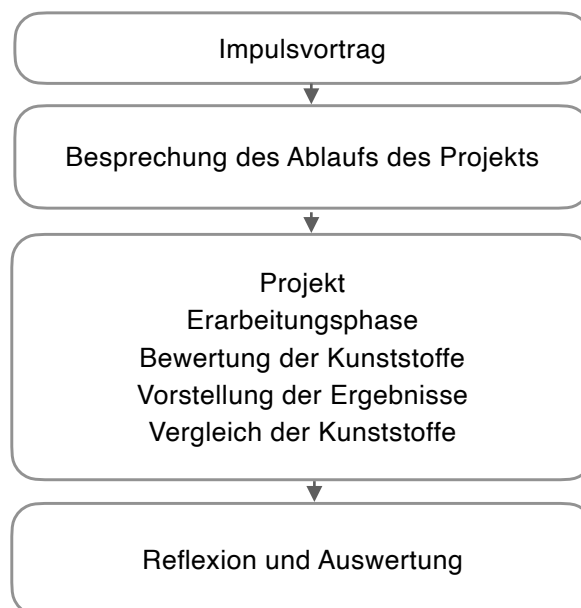 Impulsvortrag
Besprechung des Ablaufs des Projekts
Projekt
Erarbeitungsphase
Bewertung der Kunststoffe
Vorstellung der Ergebnisse
Vergleich der Kunststoffe
Reflexion und Auswertung